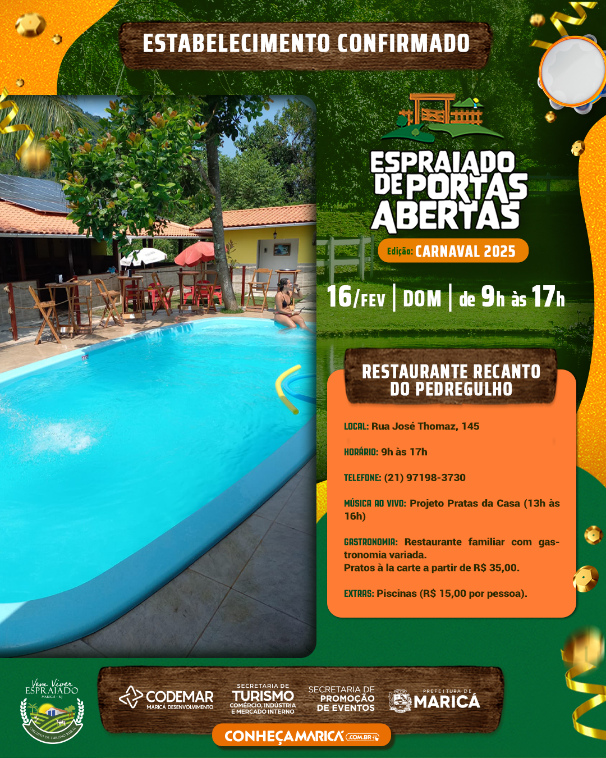 ESTABELECIMENTO CONFIRMADO
ESPRAIADO
DE PORTAS
ABERTAS
Edição: CARNAVAL 2025
16/FEV | DOM | de 9h às 17h
RESTAURANTE RECANTO
DO PEDREGULHO
LOCAL: Rua José Thomaz, 145
HORÁRIO: 9h às 17h
TELEFONE: (21) 97198-3730
MÚSICA AO VIVO: Projeto Pratas da Casa (13h às
16h)
GASTRONOMIA: Restaurante familiar com gas-
tronomia variada.
Pratos à la carte a partir de R$ 35,00.
EXTRAS: Piscinas (R$ 15,00 por pessoa).
Viva Viver
ESPRAIADO
CODEMAR
MARICÁ DESENVOLVIMENTO
SECRETARIA DE
TURISMO
COMÉRCIO, INDÚSTRIA
E MERCADO INTERNO
SECRETARIA DE
PROMOÇÃO
DE EVENTOS
PREFEITURA DE
MARICÁ
CONHEÇAMARICÁ.COM.BR